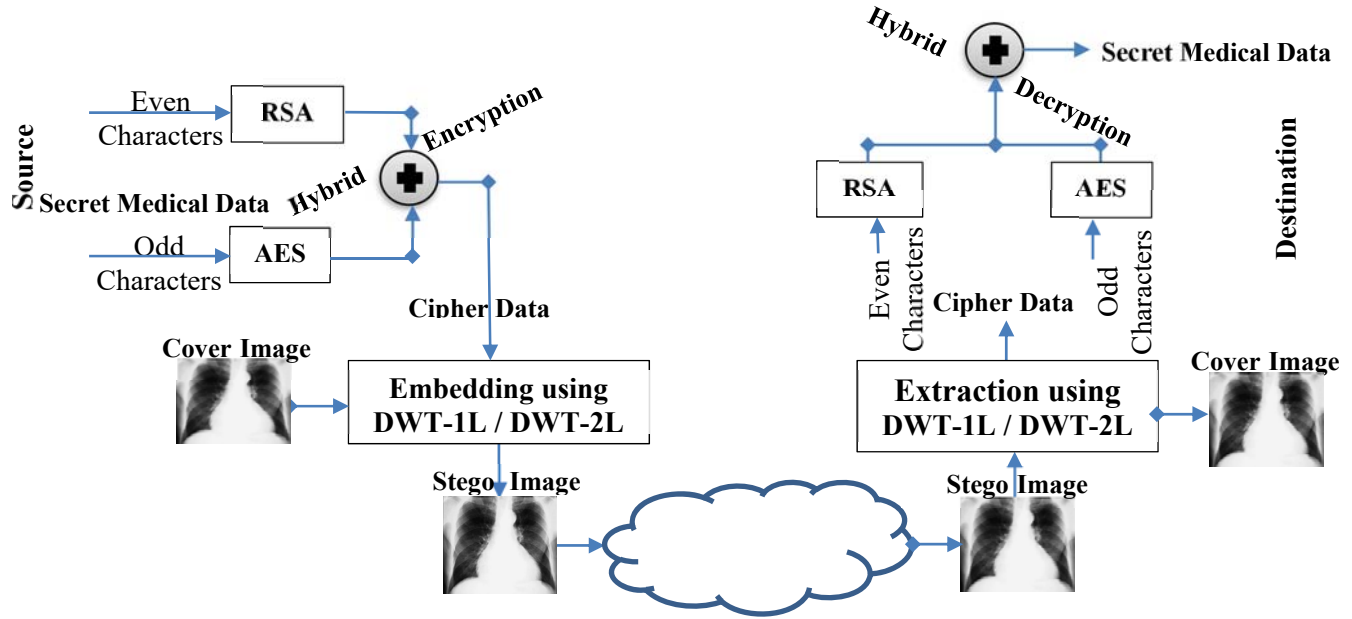 Source
Even
Characters
RSA
Hybrid
Encryption
Secret Medical Data
Odd
Characters
AES
Cipher Data
Cover Image
Embedding using
DWT-1L / DWT-2L
Stego Image
Hybrid
Decryption
Secret Medical Data
RSA
AES
Even
Characters
Odd
Characters
Destination
Cipher Data
Extraction using
DWT-1L / DWT-2L
Cover Image
Stego Image